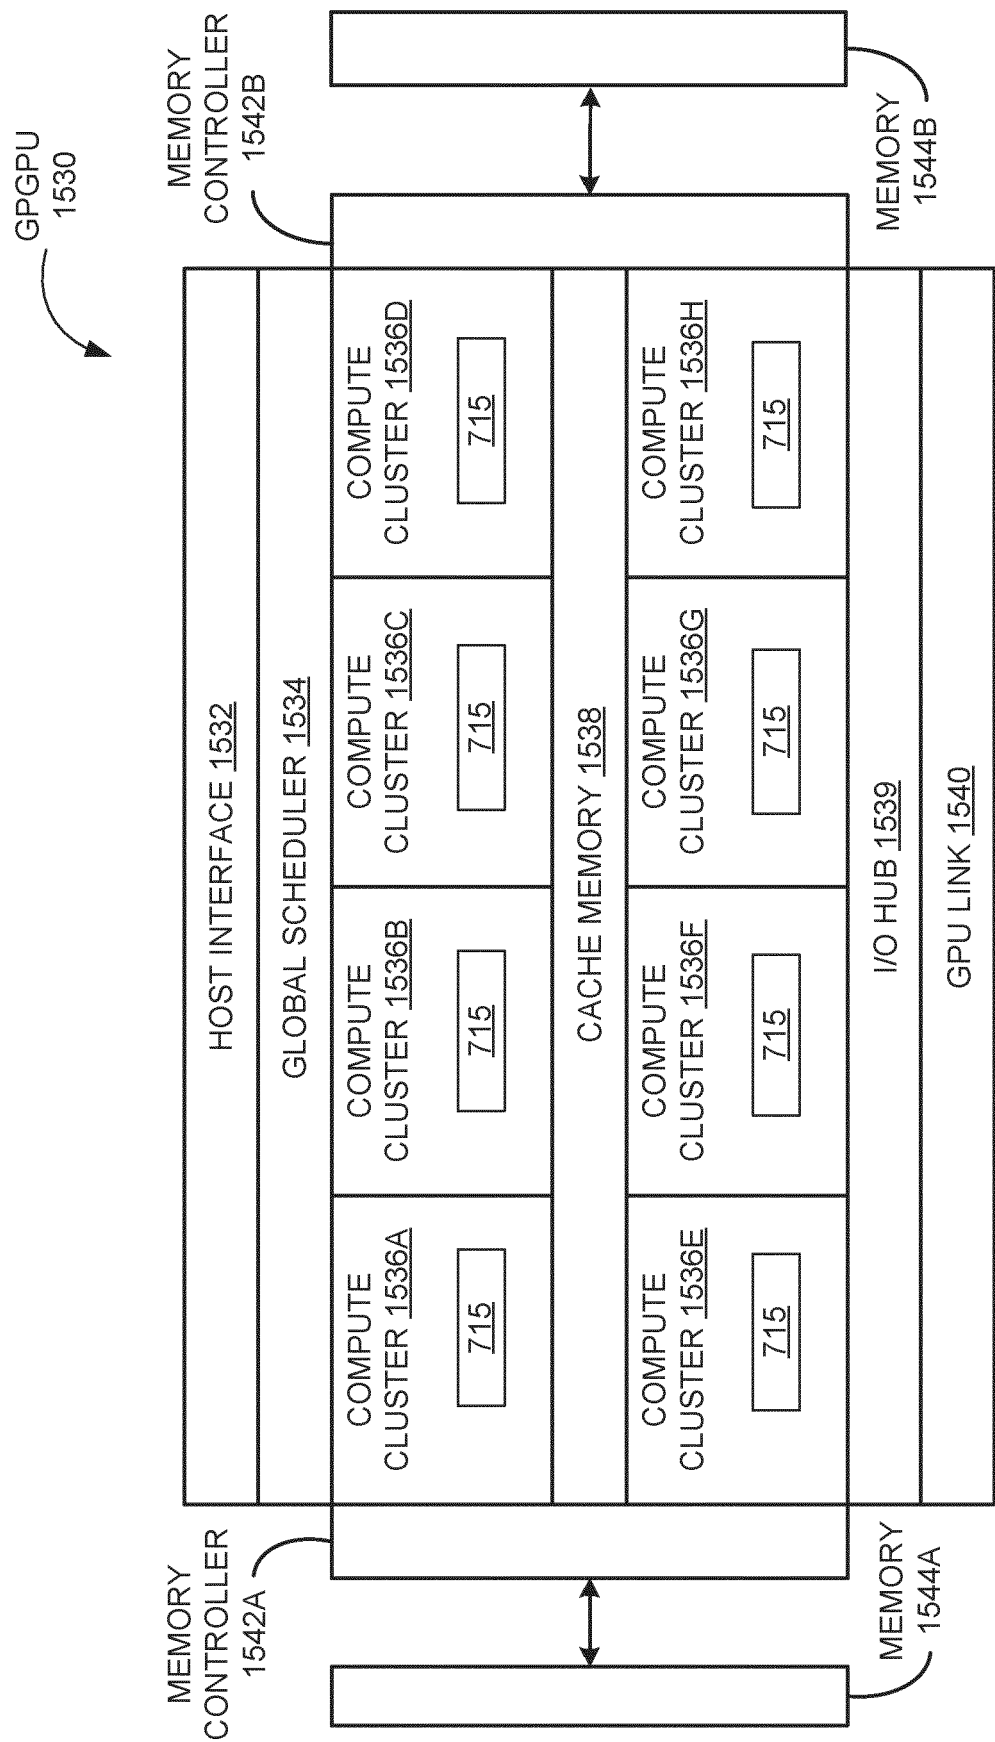 GPGPU
1530
HOST INTERFACE 1532
GLOBAL SCHEDULER 1534
MEMORY
CONTROLLER
1542A
MEMORY
CONTROLLER
1542B
COMPUTE
CLUSTER 1536A
715
COMPUTE
CLUSTER 1536B
715
COMPUTE
CLUSTER 1536C
715
COMPUTE
CLUSTER 1536D
715
CACHE MEMORY 1538
COMPUTE
CLUSTER 1536E
715
COMPUTE
CLUSTER 1536F
715
COMPUTE
CLUSTER 1536G
715
COMPUTE
CLUSTER 1536H
715
MEMORY
1544A
MEMORY
1544B
I/O HUB 1539
GPU LINK 1540